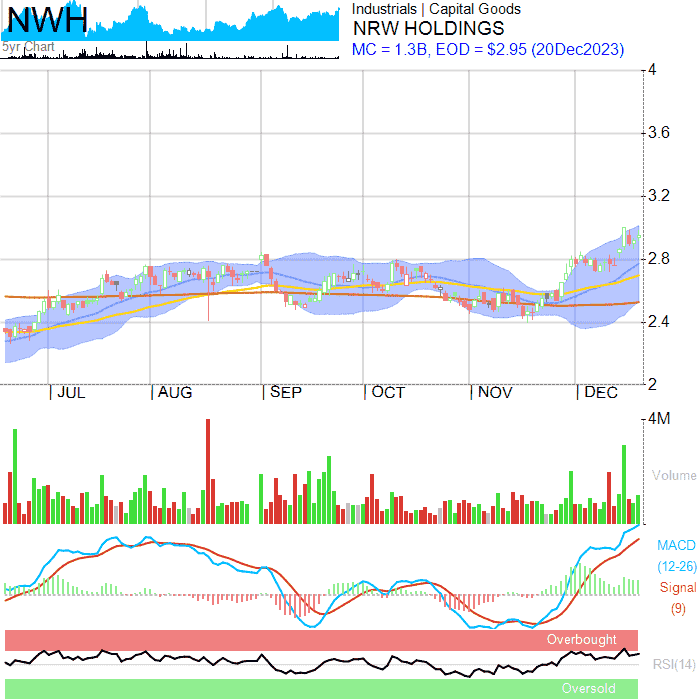 NWH
5yr Chart
Industrials | Capital Goods
NRW HOLDINGS
MC = 1.3B, EOD = $2.95 (20Dec2023)
4
3.6
3.2
2.8
2.4
2
| JUL | AUG | SEP | OCT | NOV | DEC
4M
Volume
MACD
(12-26)
Signal
(9)
Overbought
RSI(14)
Oversold